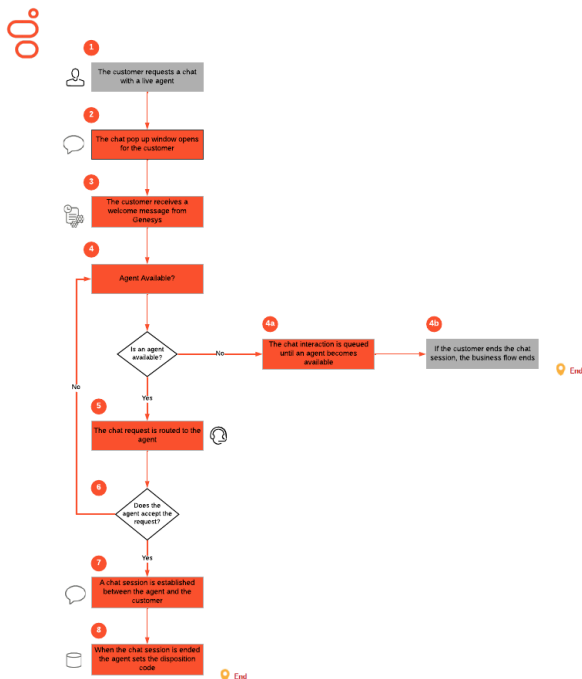 1
The customer requests a chat
with a live agent
2
The chat pop up window opens
for the customer
3
The customer receives a
welcome message from
Genesys
4
Agent Available?
Is an agent
available?
No
4a
The chat interaction is queued
until an agent becomes
available
4b
If the customer ends the chat
session, the business flow ends
End
No
Yes
5
The chat request is routed to the
agent
6
Does the
agent accept the
request?
Yes
7
A chat session is established
between the agent and the
customer
8
When the chat session is ended
the agent sets the disposition
code
End